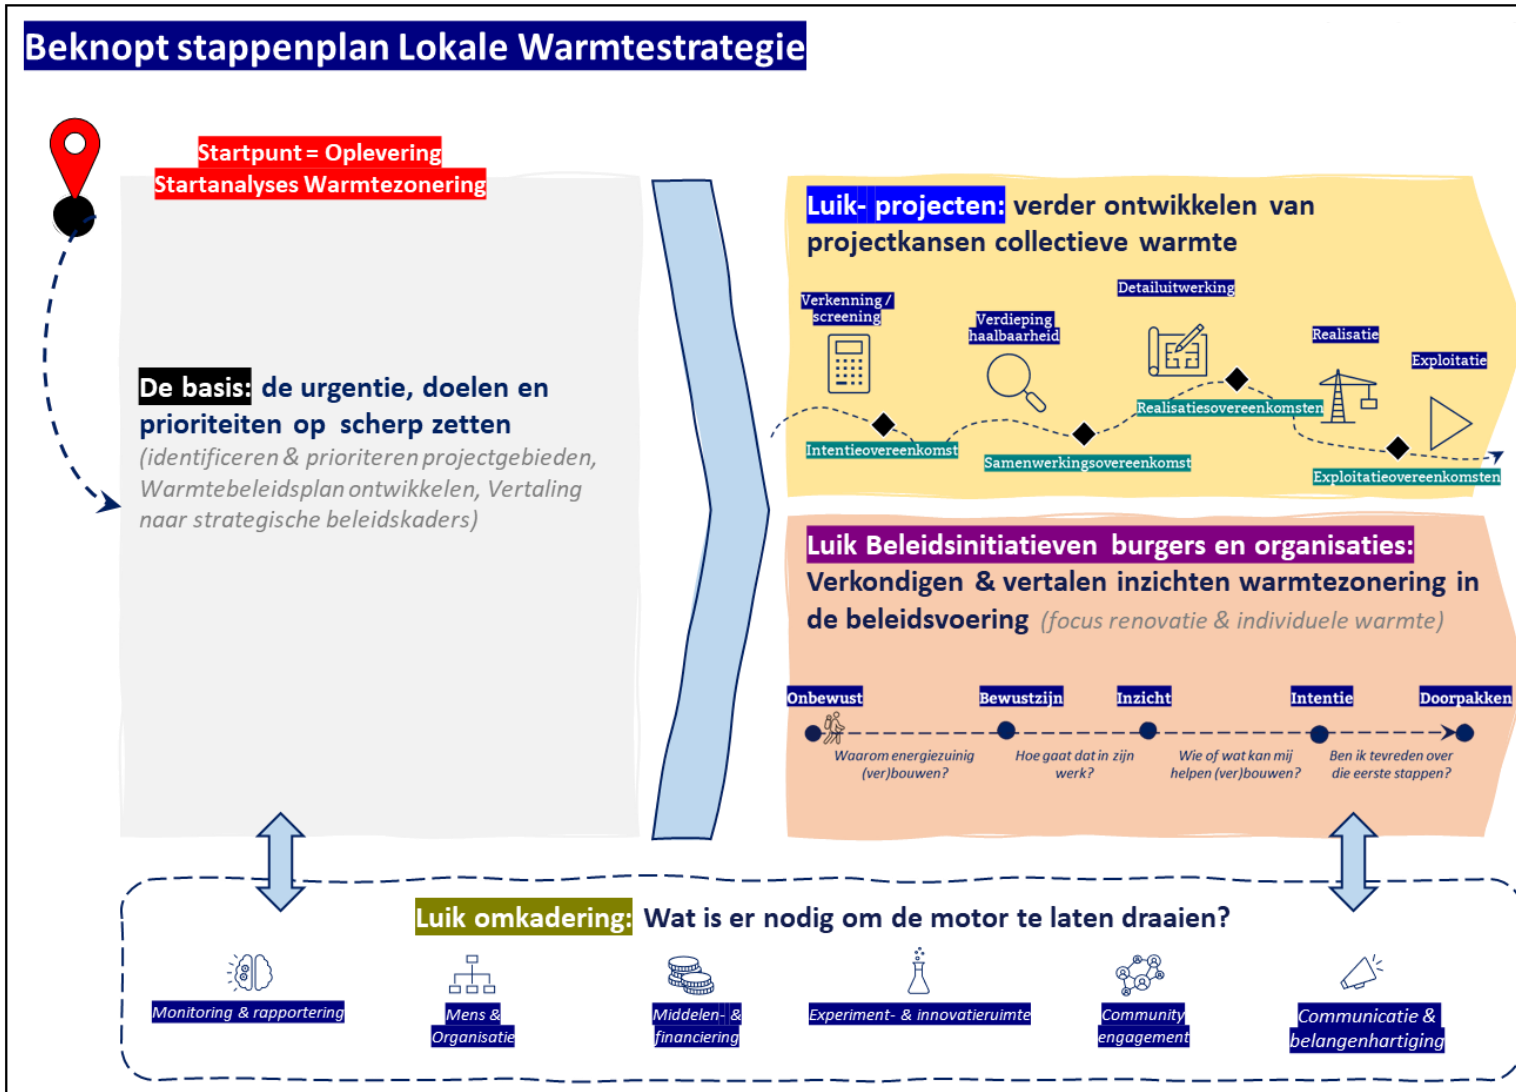 Beknopt stappenplan Lokale Warmtestrategie
Startpunt = Oplevering
Startanalyses Warmtezonering
De basis: de urgentie, doelen en
prioriteiten op scherp zetten
(identificeren & prioriteren projectgebieden,
Warmtebeleidsplan ontwikkelen, Vertaling
naar strategische beleidskaders)
Luik- projecten: verder ontwikkelen van
projectkansen collectieve warmte
Verkenning /
screening
Verdieping
haalbaarheid
Detailuitwerking
Realisatie
Exploitatie
Intentieovereenkomst
Samenwerkingsovereenkomst
Realisatiesovereenkomsten
Exploitatieovereenkomsten
Luik Beleidsinitiatieven burgers en organisaties:
Verkondigen & vertalen inzichten warmtezonering in
de beleidsvoering (focus renovatie & individuele warmte)
Onbewust
Bewustzijn
Inzicht
Intentie
Doorpakken
Waarom energiezuinig
(ver)bouwen?
Hoe gaat dat in zijn
werk?
Wie of wat kan mij
helpen (ver)bouwen?
Ben ik tevreden over
die eerste stappen?
Luik omkadering: Wat is er nodig om de motor te laten draaien?
Monitoring & rapportering
Mens &
Organisatie
Middelen- &
financiering
Experiment- & innovatieruimte
Community
engagement
Communicatie &
belangenhartiging